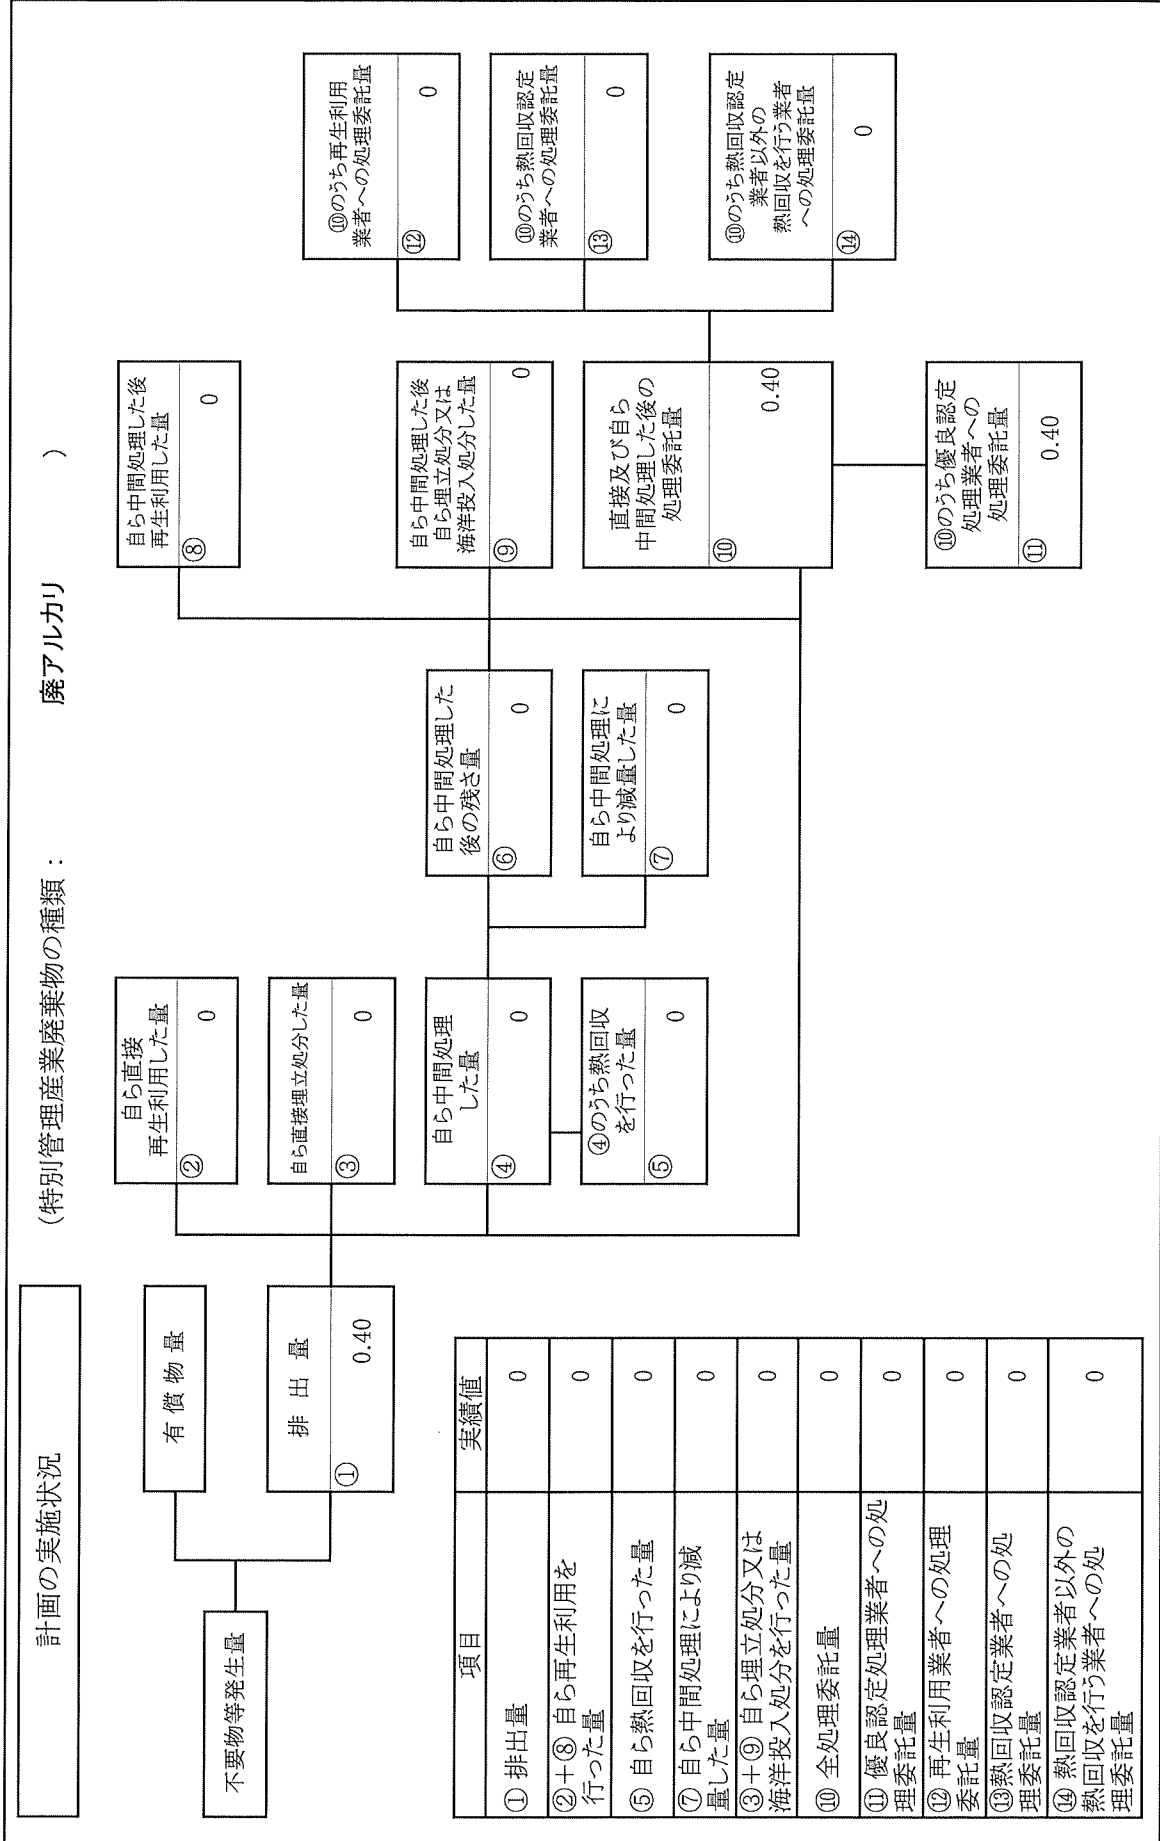 計画の実施状況
(特別管理産業廃棄物の種類： 廃アルカリ )
不要物等発生量
有 償 物 量
排 出 量
①
0.40
自ら直接
再生利用した量
②
0
自ら直接埋立処分した量
③
0
自ら中間処理
した量
④
0
④のうち熱回収
を行った量
⑤
0
自ら中間処理した
後の残さ量
⑥
0
自ら中間処理に
より減量した量
⑦
0
自ら中間処理した後
再生利用した量
⑧
0
自ら中間処理した後
自ら埋立処分又は
海洋投入処分した量
⑨
0
直接及び自ら
中間処理した後の
処理委託量
⑩
0.40
⑩のうち優良認定
処理業者への
処理委託量
⑪
0.40
⑩のうち再生利用
業者への処理委託量
⑫
0
⑩のうち熱回収認定
業者への処理委託量
⑬
0
⑩のうち熱回収認定
業者以外の
熱回収を行う業者
への処理委託量
⑭
0
項目 実績値
① 排出量 0
②＋⑧ 自ら再生利用を
行った量 0
⑤ 自ら熱回収を行った量 0
⑦ 自ら中間処理により減
量した量 0
③＋⑨ 自ら埋立処分又は
海洋投入処分を行った量 0
⑩ 全処理委託量 0
⑪ 優良認定処理業者への処
理委託量 0
⑫ 再生利用業者への処理
委託量 0
⑬熱回収認定業者への処
理委託量 0
⑭ 熱回収認定業者以外の
熱回収を行う業者への処
理委託量 0